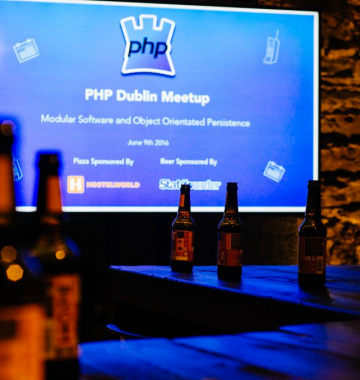 php
PHP Dublin Meetup
Modular Software and Object Orientated Persistence
June 9th 2016
Pizza Sponsored By
Beer Sponsored By
HOSTELWORLD
StatCounter